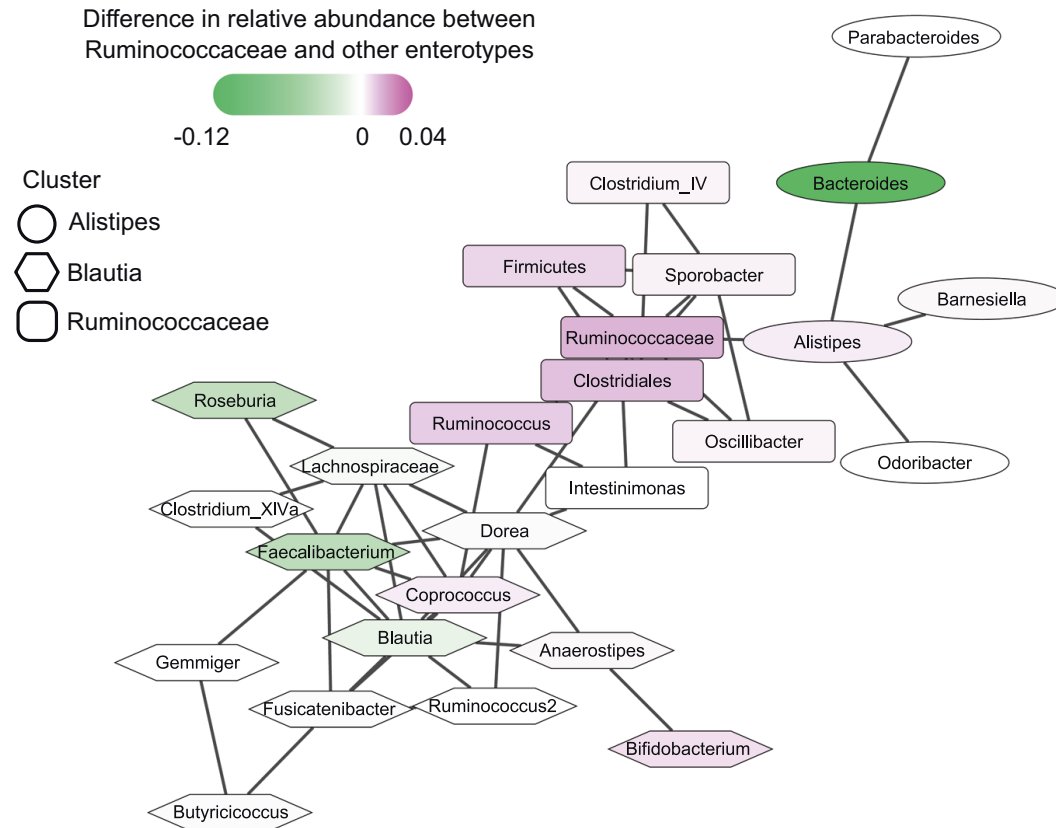 Difference in relative abundance between
Ruminococcaceae and other enterotypes
-0.12 0 0.04
Cluster
Alistipes
Blautia
Ruminococcaceae
Parabacteroides
Clostridium_IV
Bacteroides
Firmicutes
Sporobacter
Barnesiella
Ruminococcaceae
Alistipes
Clostridiales
Roseburia
Ruminococcus
Oscillibacter
Lachnospiraceae
Odoribacter
Intestinimonas
Clostridium_XIVa
Dorea
Faecalibacterium
Coprococcus
Blautia
Anaerostipes
Gemmiger
Fusicatenibacter
Ruminococcus2
Bifidobacterium
Butyricicoccus